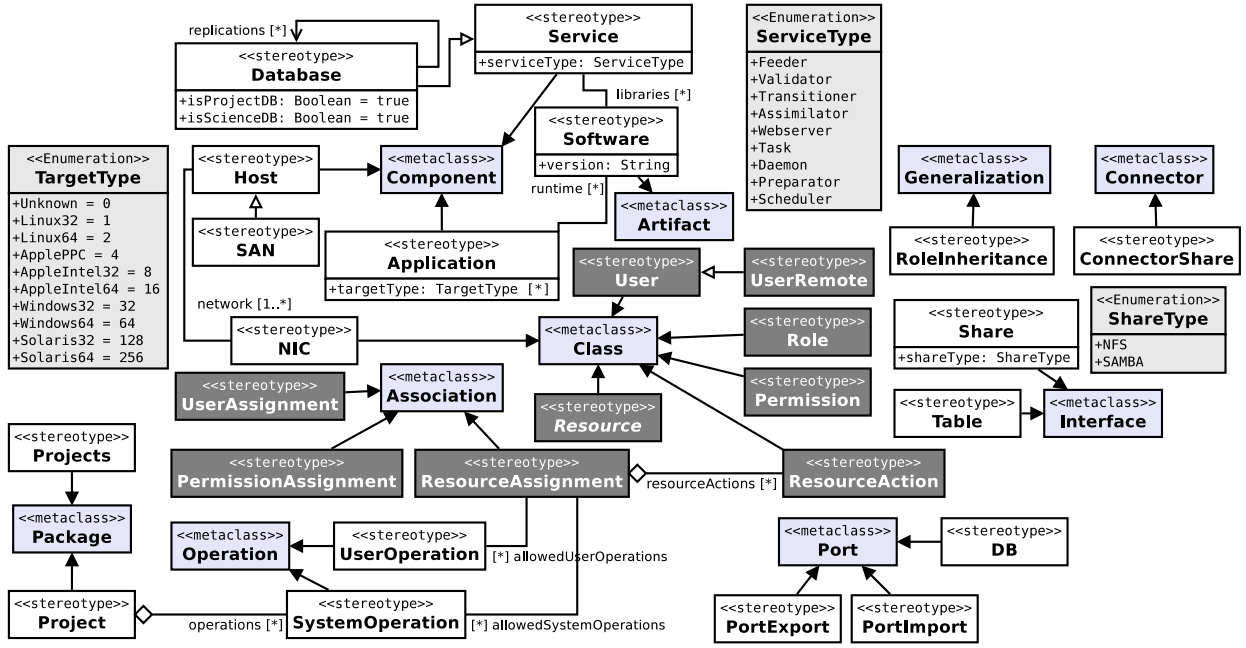 <<stereotype>>
Service
+serviceType: ServiceType
replications [*]
<<stereotype>>
Database
+isProjectDB: Boolean = true
+isScienceDB: Boolean = true
<<Enumeration>>
ServiceType
+Feeder
+Validator
+Transitioner
+Assimilator
+Webserver
+Task
+Daemon
+Preparator
+Scheduler
libraries [*]
<<stereotype>>
Software
+version: String
runtime [*]
<<Enumeration>>
TargetType
+Unknown = 0
+Linux32 = 1
+Linux64 = 2
+ApplePPC = 4
+AppleIntel32 = 8
+AppleIntel64 = 16
+Windows32 = 32
+Windows64 = 64
+Solaris32 = 128
+Solaris64 = 256
<<stereotype>>
Host
<<metaclass>>
Component
<<metaclass>>
Artifact
<<metaclass>>
Generalization
<<metaclass>>
Connector
<<stereotype>>
SAN
<<stereotype>>
Application
+targetType: TargetType [*]
<<stereotype>>
RoleInheritance
<<stereotype>>
ConnectorShare
<<stereotype>>
User
<<stereotype>>
UserRemote
network [1..*]
<<stereotype>>
NIC
<<metaclass>>
Class
<<stereotype>>
Role
<<stereotype>>
Share
+shareType: ShareType
<<Enumeration>>
ShareType
+NFS
+SAMBA
<<stereotype>>
UserAssignment
<<metaclass>>
Association
<<stereotype>>
Resource
<<stereotype>>
Permission
<<stereotype>>
Table
<<metaclass>>
Interface
<<stereotype>>
Projects
<<stereotype>>
PermissionAssignment
<<stereotype>>
ResourceAssignment
resourceActions [*]
<<stereotype>>
ResourceAction
<<metaclass>>
Package
<<metaclass>>
Operation
<<stereotype>>
UserOperation
[*] allowedUserOperations
<<metaclass>>
Port
<<stereotype>>
DB
<<stereotype>>
Project
operations [*]
<<stereotype>>
SystemOperation
[*] allowedSystemOperations
<<stereotype>>
PortExport
<<stereotype>>
PortImport